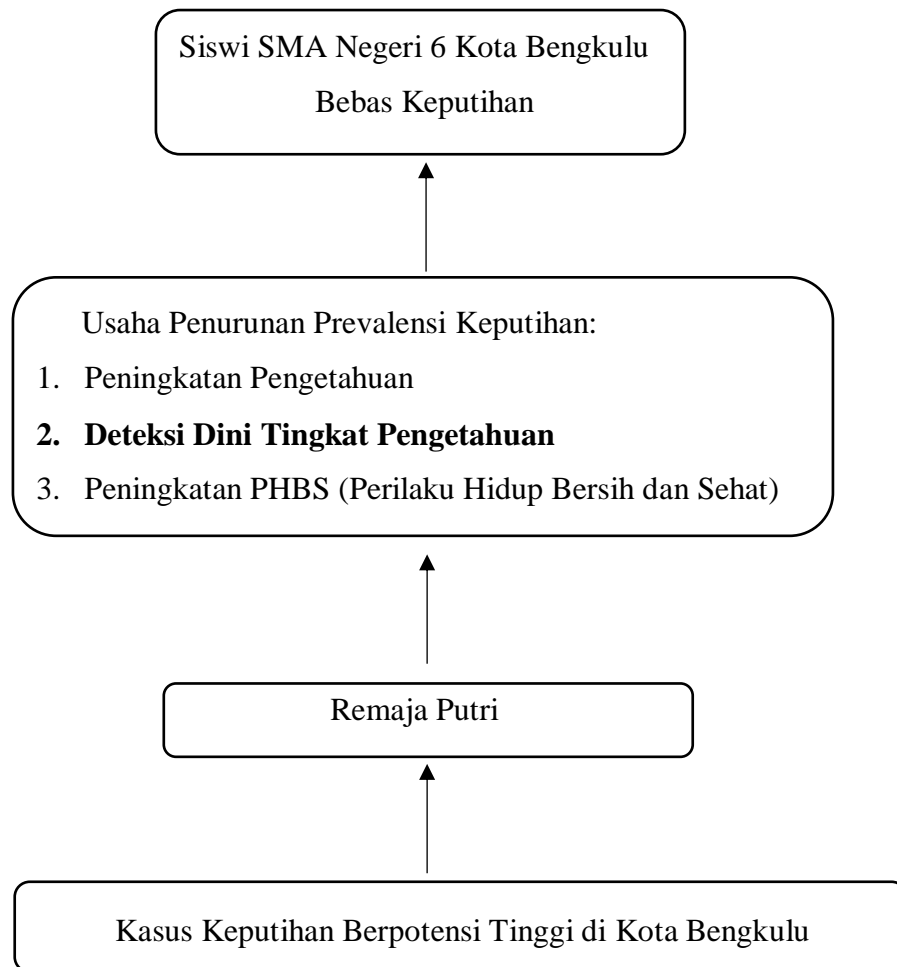 Siswi SMA Negeri 6 Kota Bengkulu
Bebas Keputihan
Usaha Penurunan Prevalensi Keputihan:
1. Peningkatan Pengetahuan
2. Deteksi Dini Tingkat Pengetahuan
3. Peningkatan PHBS (Perilaku Hidup Bersih dan Sehat)
Remaja Putri
Kasus Keputihan Berpotensi Tinggi di Kota Bengkulu